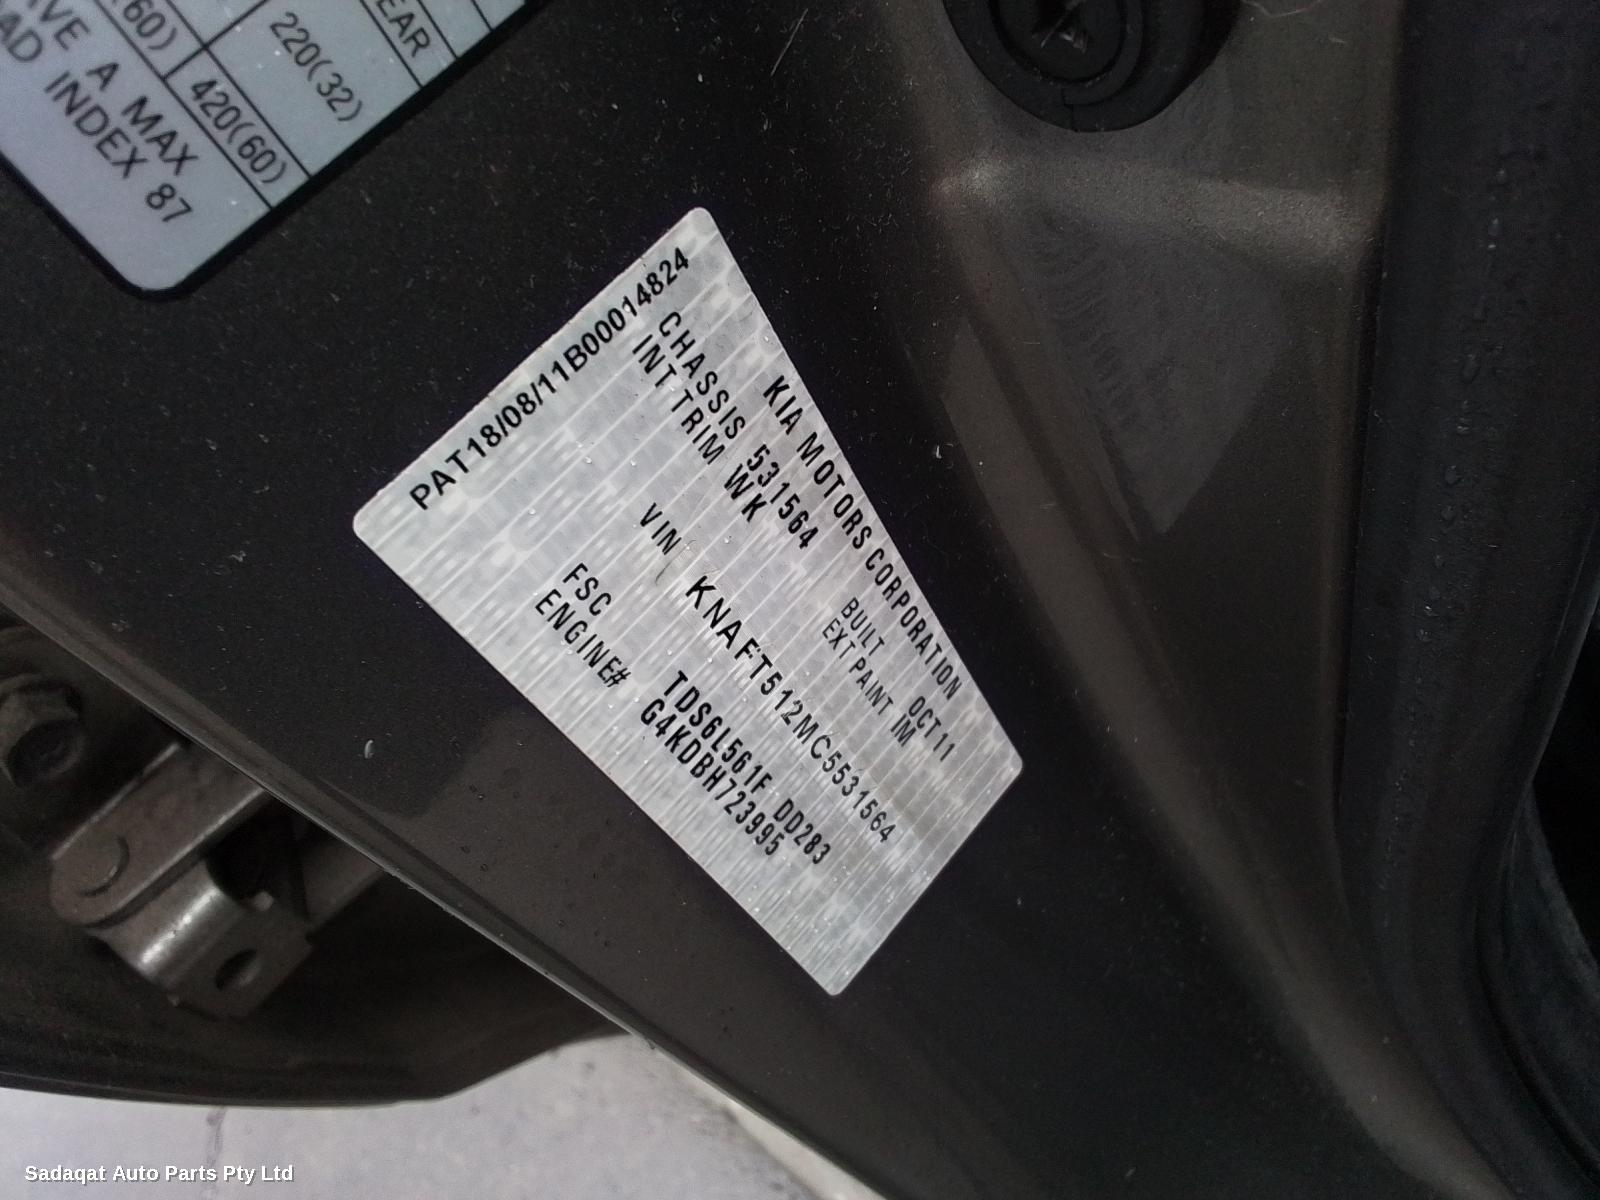 EAR
(60) 220(32)
420(60)
AVE A MAX
AD INDEX 87
KIA MOTORS CORPORATION
CHASSIS 531564 BUILT OCT11
INT TRIM WK EXT PAINT IM
VIN KNAFT512MC5531564
FSC TDS6L561F DD283
ENGINE# G4KDBH723995
PAT18/08/11B00014824
Sadaqat Auto Parts Pty Ltd